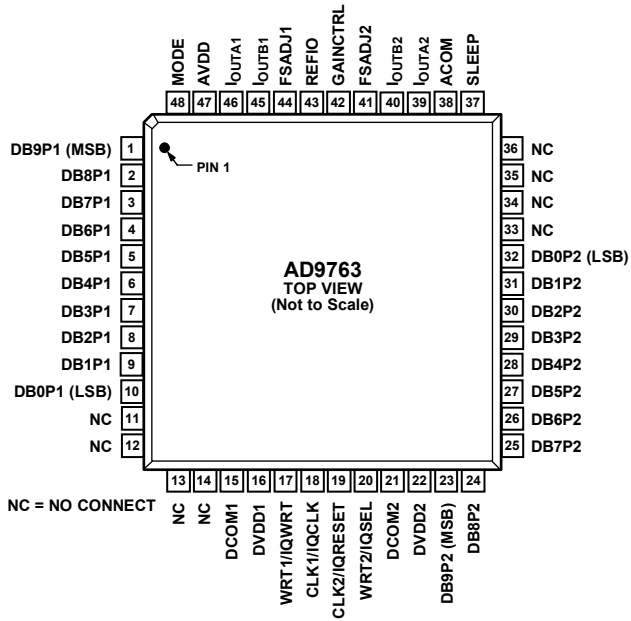 MODE
AVDD
IOUTA1
IOUTB1
FSADJ1
REFIO
GAINCTRL
FSADJ2
IOUTB2
IOUTA2
ACOM
SLEEP
48 47 46 45 44 43 42 41 40 39 38 37
DB9P1 (MSB) 1
DB8P1 2
DB7P1 3
DB6P1 4
DB5P1 5
DB4P1 6
DB3P1 7
DB2P1 8
DB1P1 9
DB0P1 (LSB) 10
NC 11
NC 12
PIN 1
AD9763
TOP VIEW
(Not to Scale)
36 NC
35 NC
34 NC
33 NC
32 DB0P2 (LSB)
31 DB1P2
30 DB2P2
29 DB3P2
28 DB4P2
27 DB5P2
26 DB6P2
25 DB7P2
13 14 15 16 17 18 19 20 21 22 23 24
NC
NC
DCOM1
DVDD1
WRT1/IQWRT
CLK1/IQCLK
CLK2/IQRESET
WRT2/IQSEL
DCOM2
DVDD2
DB9P2 (MSB)
DB8P2
NC = NO CONNECT